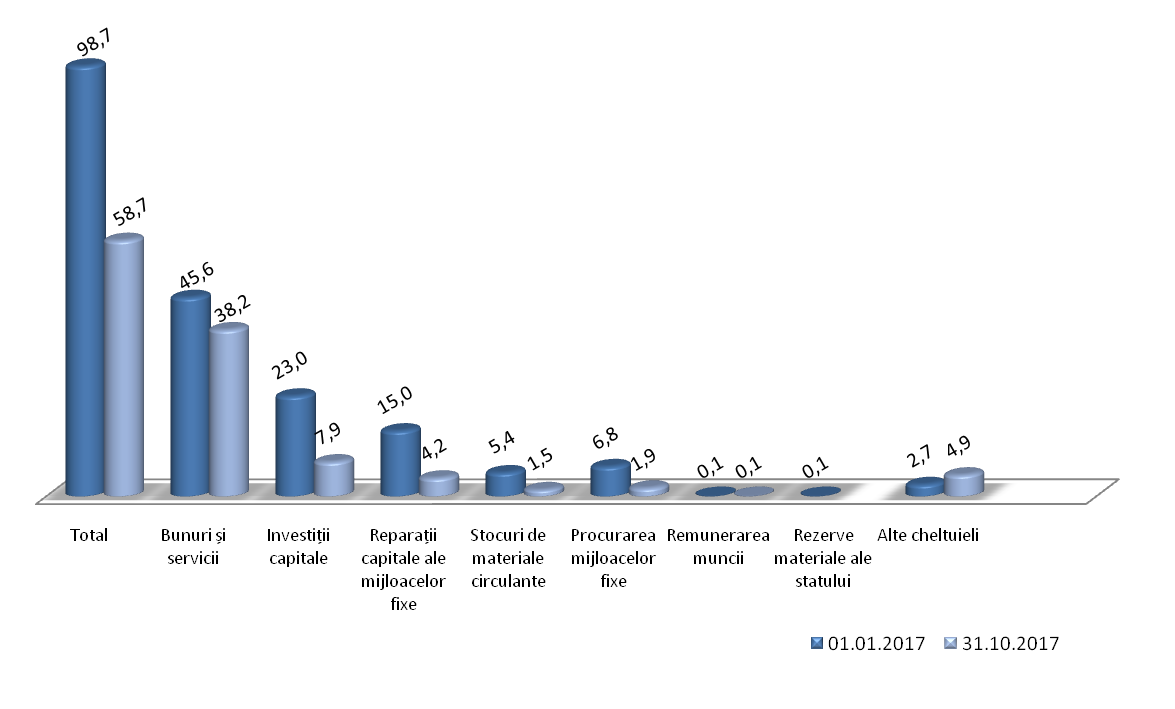 98,7
58,7
45,6
38,2
23,0
7,9
15,0
4,2
5,4
1,5
6,8
1,9
0,1
0,1
0,1
2,7
4,9
Total
Bunuri și
servicii
Investiții
capitale
Reparații
capitale ale
mijloacelor
fixe
Stocuri de
materiale
circulante
Procurarea
mijloacelor
fixe
Remunerarea
muncii
Rezerve
materiale ale
statului
Alte cheltuieli
01.01.2017
31.10.2017